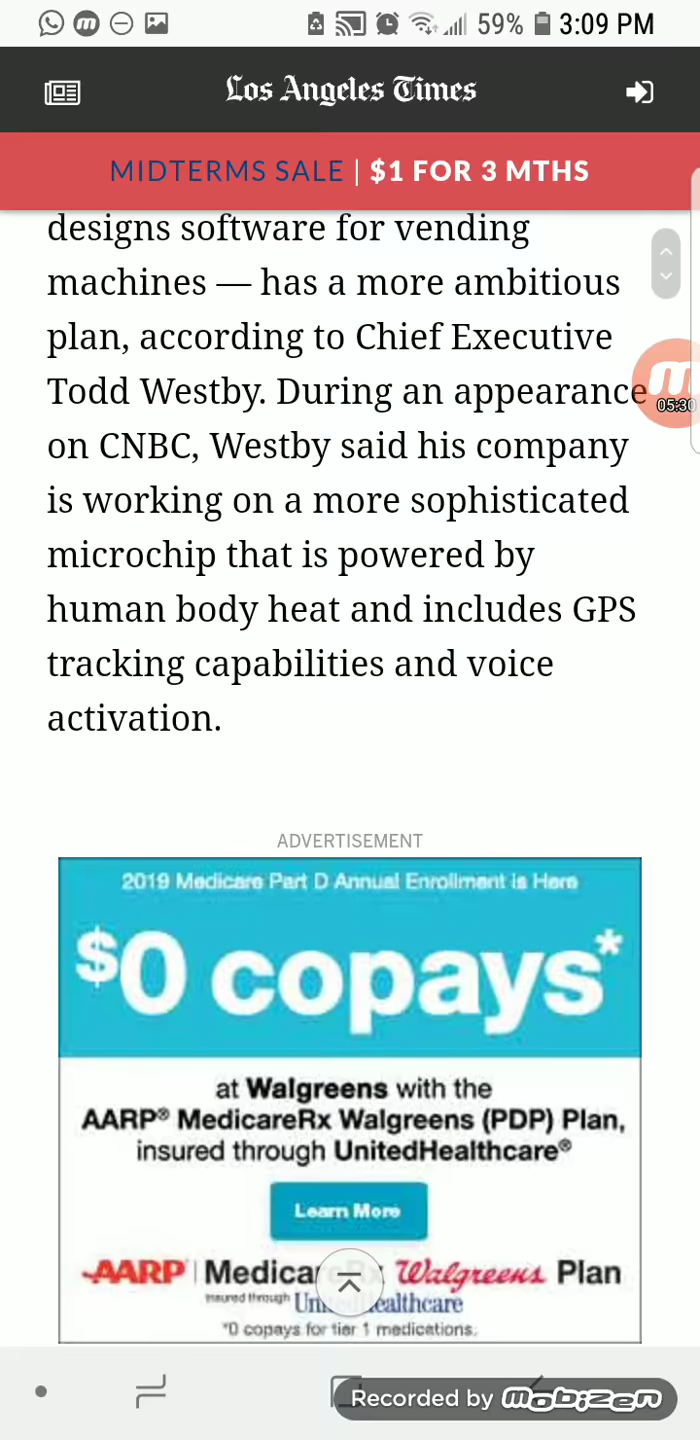 59% 3:09 PM
Los Angeles Times
MIDTERMS SALE | $1 FOR 3 MTHS
designs software for vending
machines — has a more ambitious
plan, according to Chief Executive
Todd Westby. During an appearance
05:30
on CNBC, Westby said his company
is working on a more sophisticated
microchip that is powered by
human body heat and includes GPS
tracking capabilities and voice
activation.
ADVERTISEMENT
2019 Medicare Part D Annual Enrollment is Here
$0 copays*
at Walgreens with the
AARP® MedicareRx Walgreens (PDP) Plan,
insured through UnitedHealthcare®
Learn More
AARP | Walgreens Plan
insured through
*0 copays for tier 1 medications.
Recorded by mobizen